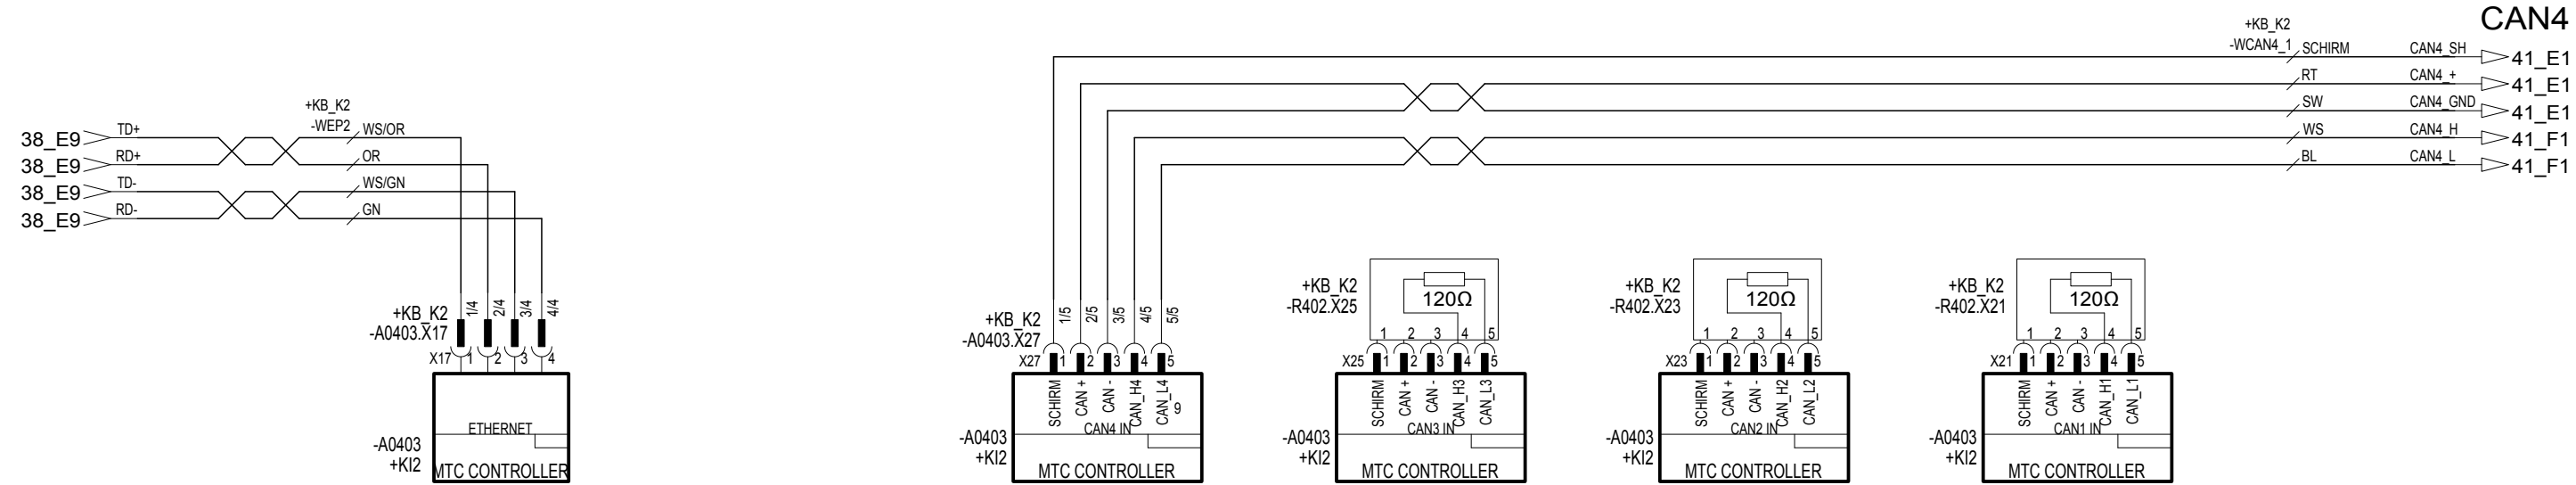 CAN4
+KB_K2
-WCAN4_1 SCHIRM CAN4_SH 41_E1
RT CAN4_+ 41_E1
SW CAN4_GND 41_E1
WS CAN4_H 41_F1
BL CAN4_L 41_F1
+KB_K2
-WEP2
38_E9 TD+ WS/OR
38_E9 RD+ OR
38_E9 TD- WS/GN
38_E9 RD- GN
+KB_K2
-A0403.X17
1/4 2/4 3/4 4/4
X17 1 2 3 4
ETHERNET
-A0403
+KI2
MTC CONTROLLER
+KB_K2
-A0403.X27
1/5 2/5 3/5 4/5 5/5
X27 1 2 3 4 5
SCHIRM CAN + CAN - CAN_H4 CAN_L4 9
CAN4 IN
-A0403
+KI2
MTC CONTROLLER
+KB_K2
-R402.X25
120Ω
1 2 3 4 5
X25 1 2 3 4 5
SCHIRM CAN + CAN - CAN_H3 CAN_L3
CAN3 IN
-A0403
+KI2
MTC CONTROLLER
+KB_K2
-R402.X23
120Ω
1 2 3 4 5
X23 1 2 3 4 5
SCHIRM CAN + CAN - CAN_H2 CAN_L2
CAN2 IN
-A0403
+KI2
MTC CONTROLLER
+KB_K2
-R402.X21
120Ω
1 2 3 4 5
X21 1 2 3 4 5
SCHIRM CAN + CAN - CAN_H1 CAN_L1
CAN1 IN
-A0403
+KI2
MTC CONTROLLER